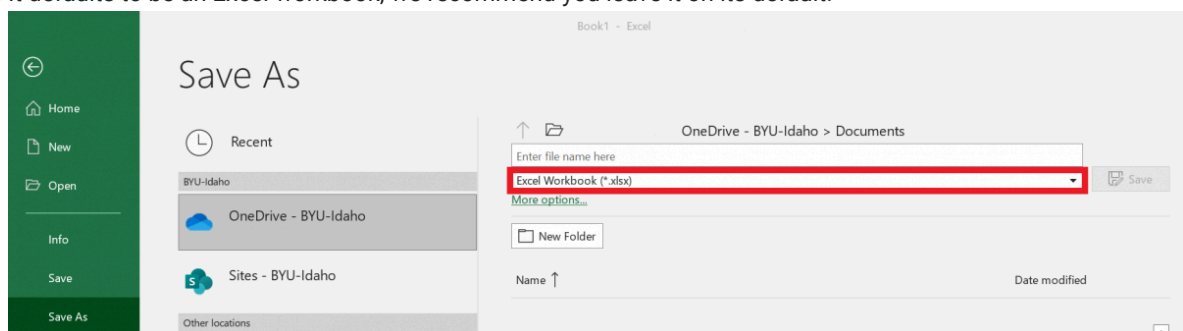 It defaults to be an Excel Workbook, we recommend you leave it on its default.
Book1 - Excel
Save As
Home
New
Open
Info
Save
Save As
Recent
BYU-Idaho
OneDrive - BYU-Idaho
Sites - BYU-Idaho
Other locations
OneDrive - BYU-Idaho > Documents
Enter file name here
Excel Workbook (*.xlsx)
Save
More options...
New Folder
Name ↑
Date modified